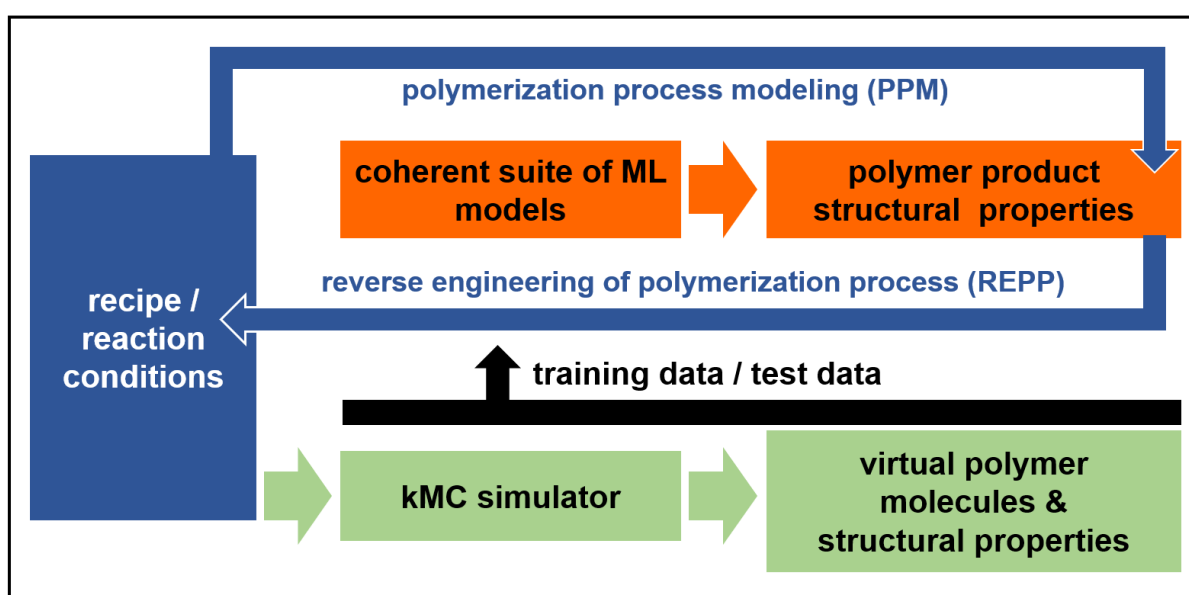 polymerization process modeling (PPM)
coherent suite of ML
models
polymer product
structural properties
reverse engineering of polymerization process (REPP)
recipe /
reaction
conditions
training data / test data
kMC simulator
virtual polymer
molecules &
structural properties